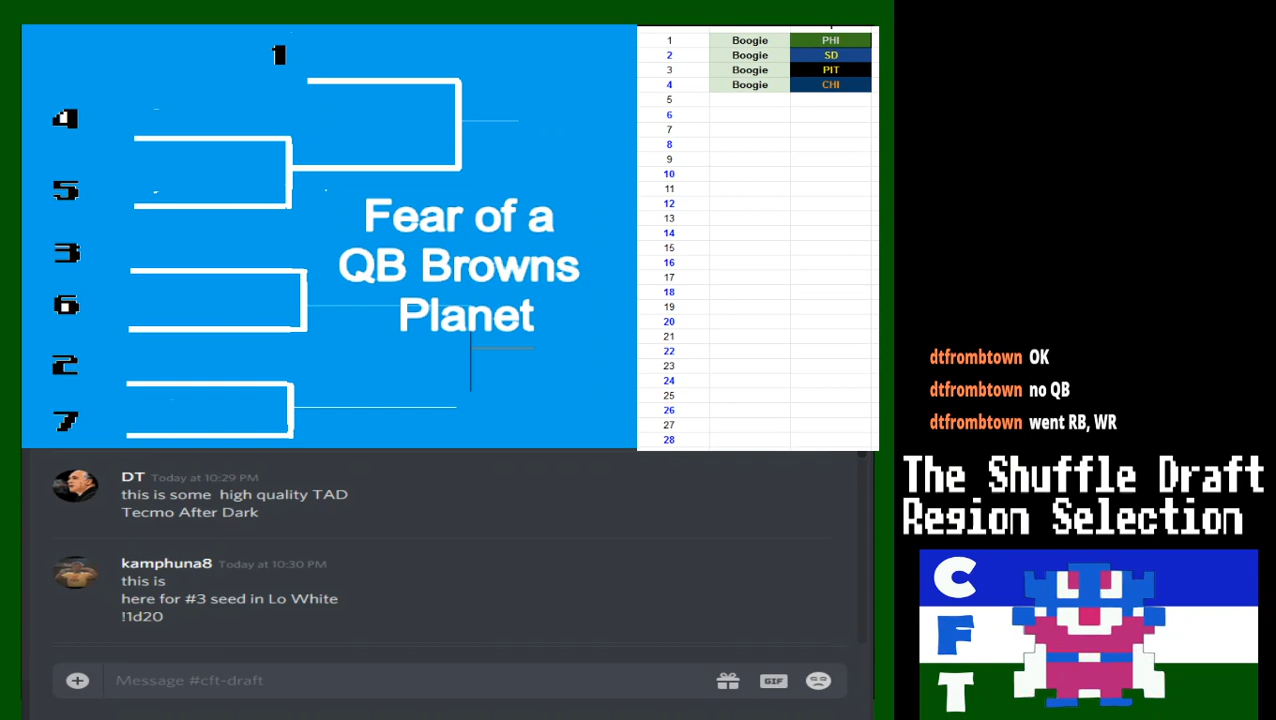 1
4
5
3
6
2
7
Fear of a
QB Browns
Planet
1 Boogie PHI
2 Boogie SD
3 Boogie PIT
4 Boogie CHI
5
6
7
8
9
10
11
12
13
14
15
16
17
18
19
20
21
22
23
24
25
26
27
28
DT Today at 10:29 PM
this is some high quality TAD
Tecmo After Dark
kamphuna8 Today at 10:30 PM
this is
here for #3 seed in Lo White
!1d20
Message #cft-draft
GIF
dtfrombtown OK
dtfrombtown no QB
dtfrombtown went RB, WR
The Shuffle Draft
Region Selection
C
F
T